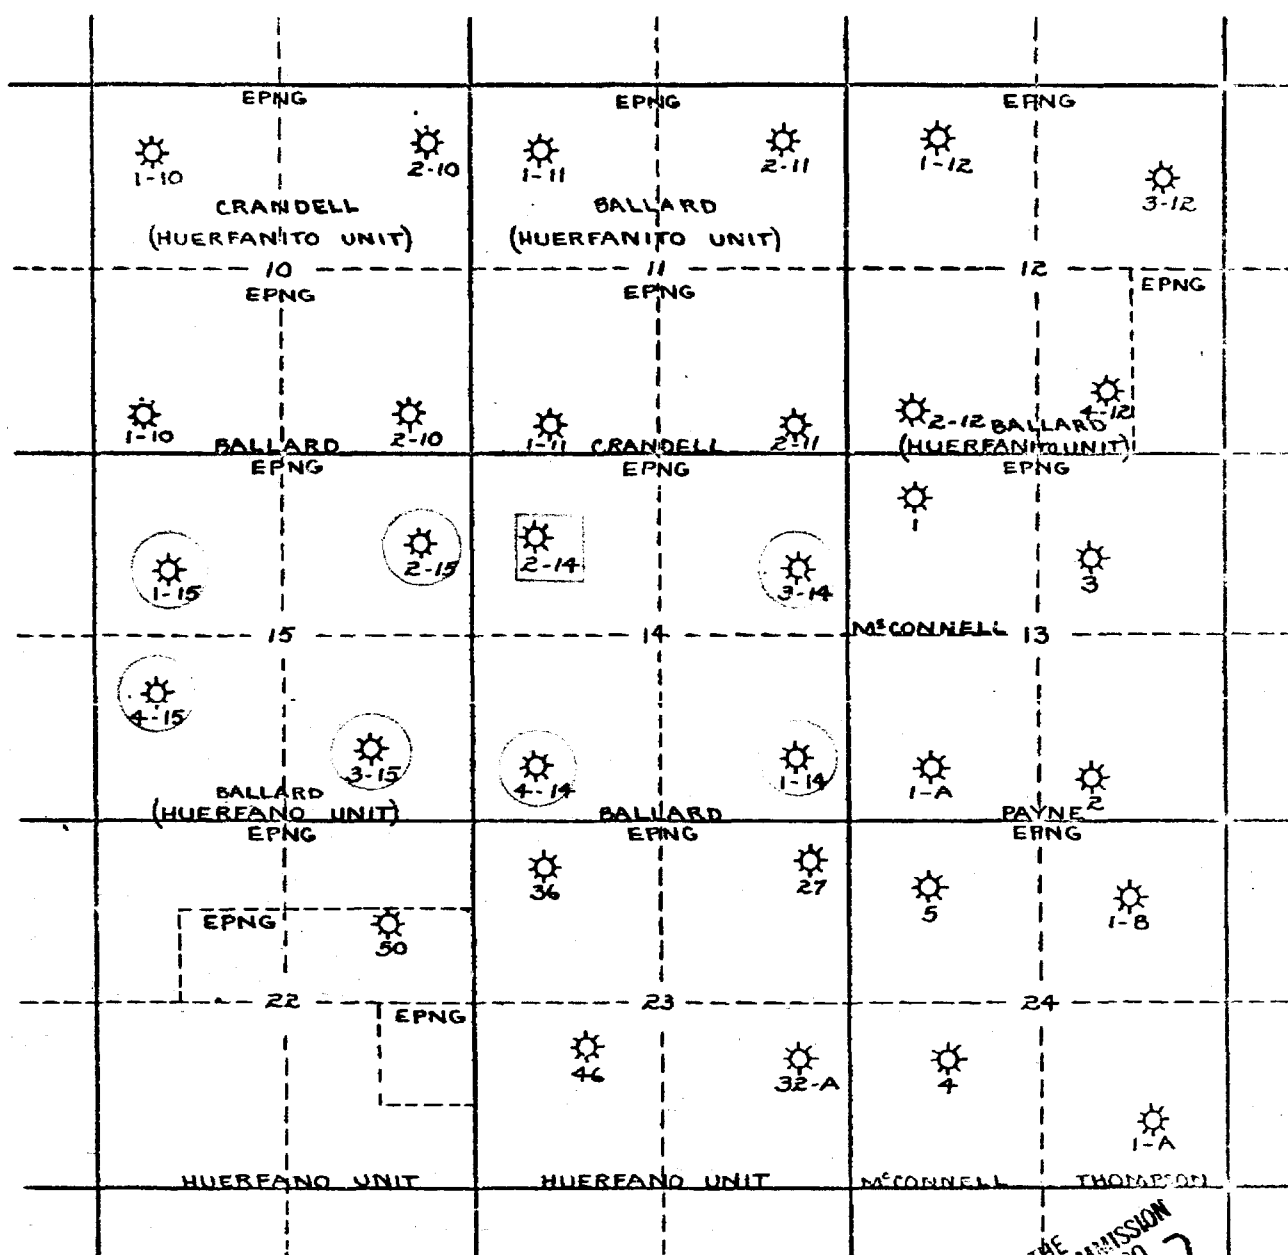 EPNG EPNG EPNG
1-10 2-10 1-11 2-11 1-12 3-12
CRANDELL BALLARD
(HUERFANITO UNIT) (HUERFANITO UNIT)
10 11 12
EPNG EPNG EPNG
1-10 2-10 1-11 2-11 2-12 4-12
BALLARD CRANDELL BALLARD
(HUERFANITO UNIT)
EPNG EPNG EPNG
1
1-15 2-15 2-14 3-14 3
15 14 McCONNELL 13
4-15
3-15 4-14 1-14 1-A 2
BALLARD
(HUERFANO UNIT) BALLARD PAYNE
EPNG EPNG EPNG
36 27 5 1-B
EPNG 50
22 23 24
EPNG
46 32-A 4
1-A
HUERFANO UNIT HUERFANO UNIT McCONNELL THOMPSON
THE